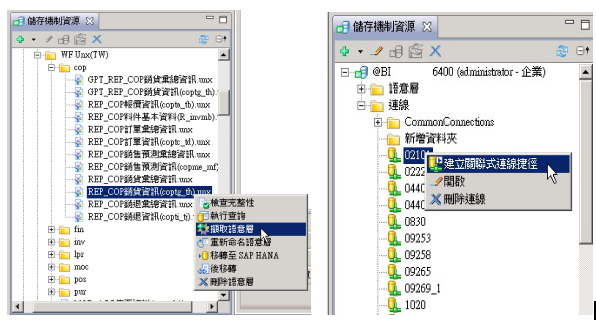 儲存機制資源
WF Unx(TW)
cop
GPT_REP_COP銷貨彙總資訊.unx
GPT_REP_COP銷貨資訊(coptg_th).
REP_COP報價資訊(copta_tb).unx
REP_COP料件基本資料(R_invmb).
REP_COP訂單彙總資訊.unx
REP_COP訂單資訊(coptc_td).unx
REP_COP銷售預測彙總資訊.unx
REP_COP銷售預測資訊(copme_mf)
REP_COP銷貨彙總資訊.unx
REP_COP銷貨資訊(coptg_th).unx
REP_COP銷退彙總資訊.unx
REP_COP銷退資訊(copti_tj).
fin
inv
lpr
moc
pos
pur
檢查完整性
執行查詢
擷取語意層
重新命名語意層
移轉至 SAP HANA
後移轉
刪除語意層
儲存機制資源
@BI 6400 (administrator - 企業)
語意層
連線
CommonConnections
新增資料夾
0210
0222
0440
0440
0830
09253
09258
09265
09269_1
1020
建立關聯式連線捷徑
開啟
刪除連線